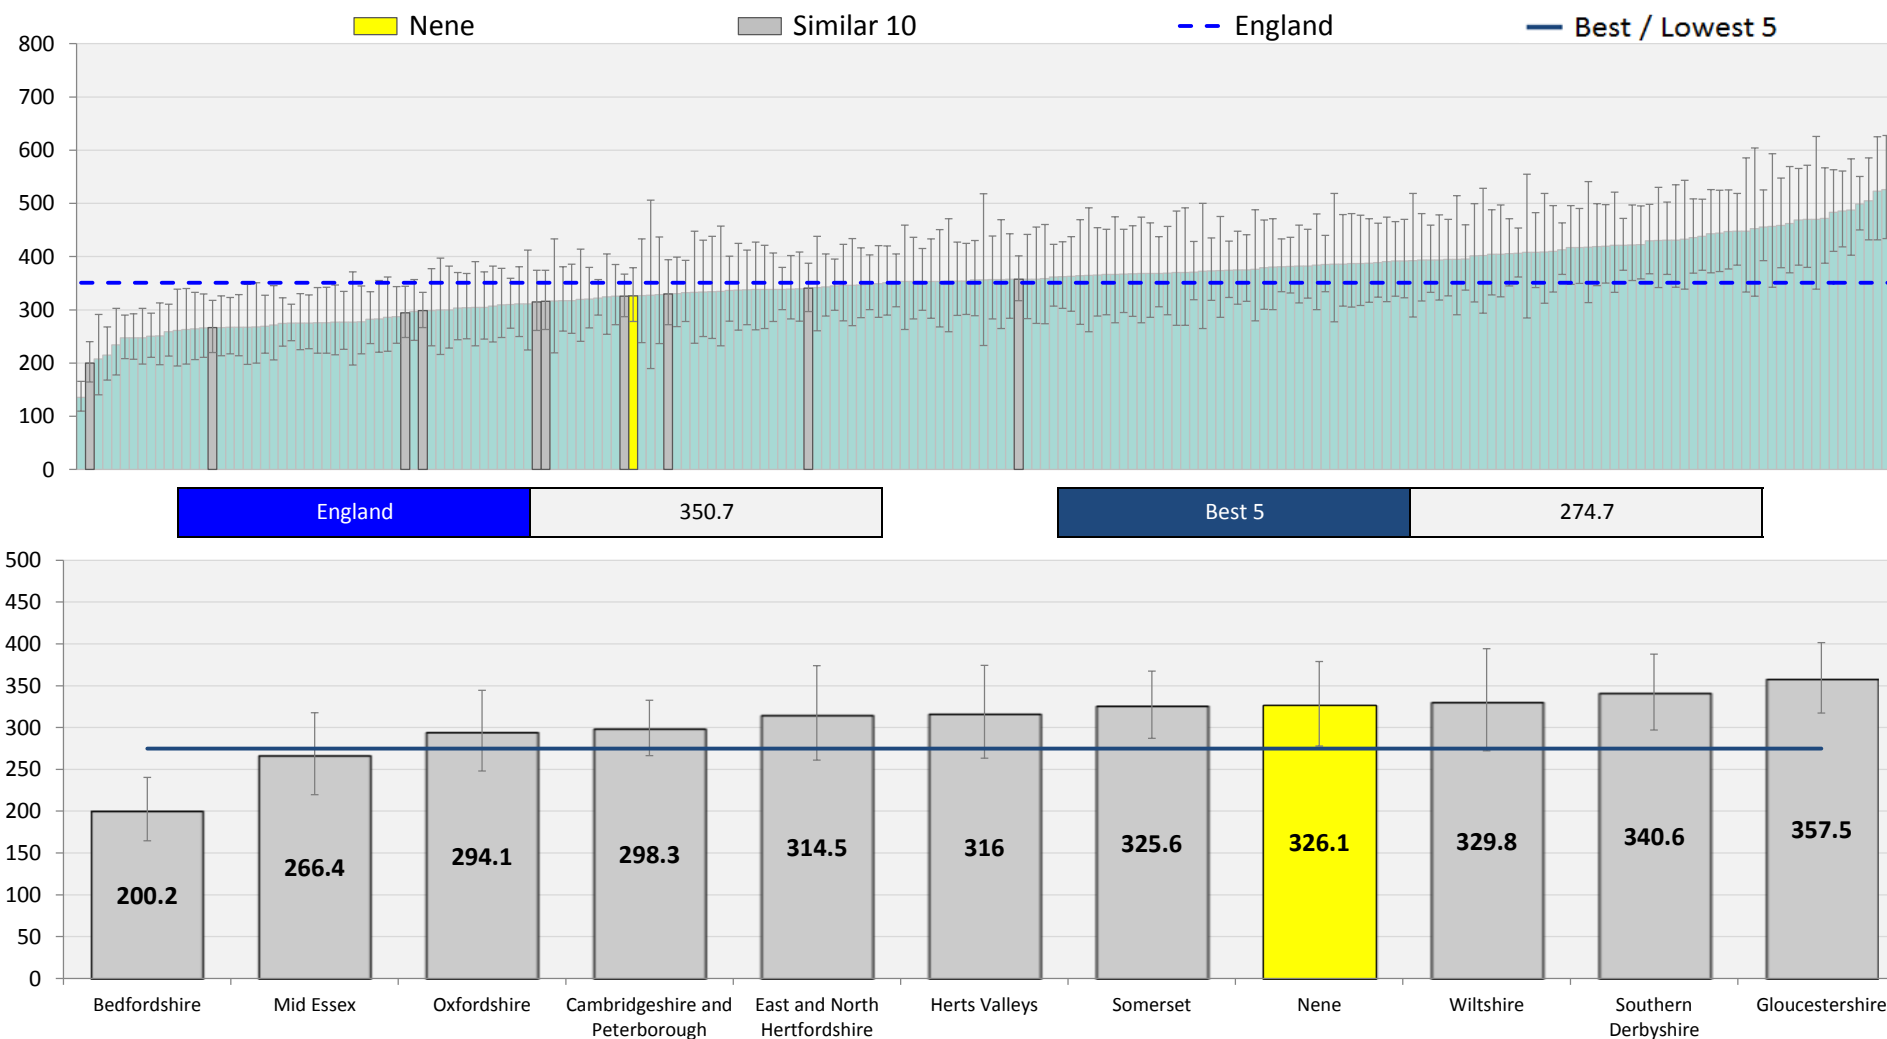 Nene
Similar 10
England
Best / Lowest 5
800
700
600
500
400
300
200
100
0
England
350.7
Best 5
274.7
500
450
400
350
300
250
200
150
100
50
0
200.2
266.4
294.1
298.3
314.5
316
325.6
326.1
329.8
340.6
357.5
Bedfordshire
Mid Essex
Oxfordshire
Cambridgeshire and
Peterborough
East and North
Hertfordshire
Herts Valleys
Somerset
Nene
Wiltshire
Southern
Derbyshire
Gloucestershire